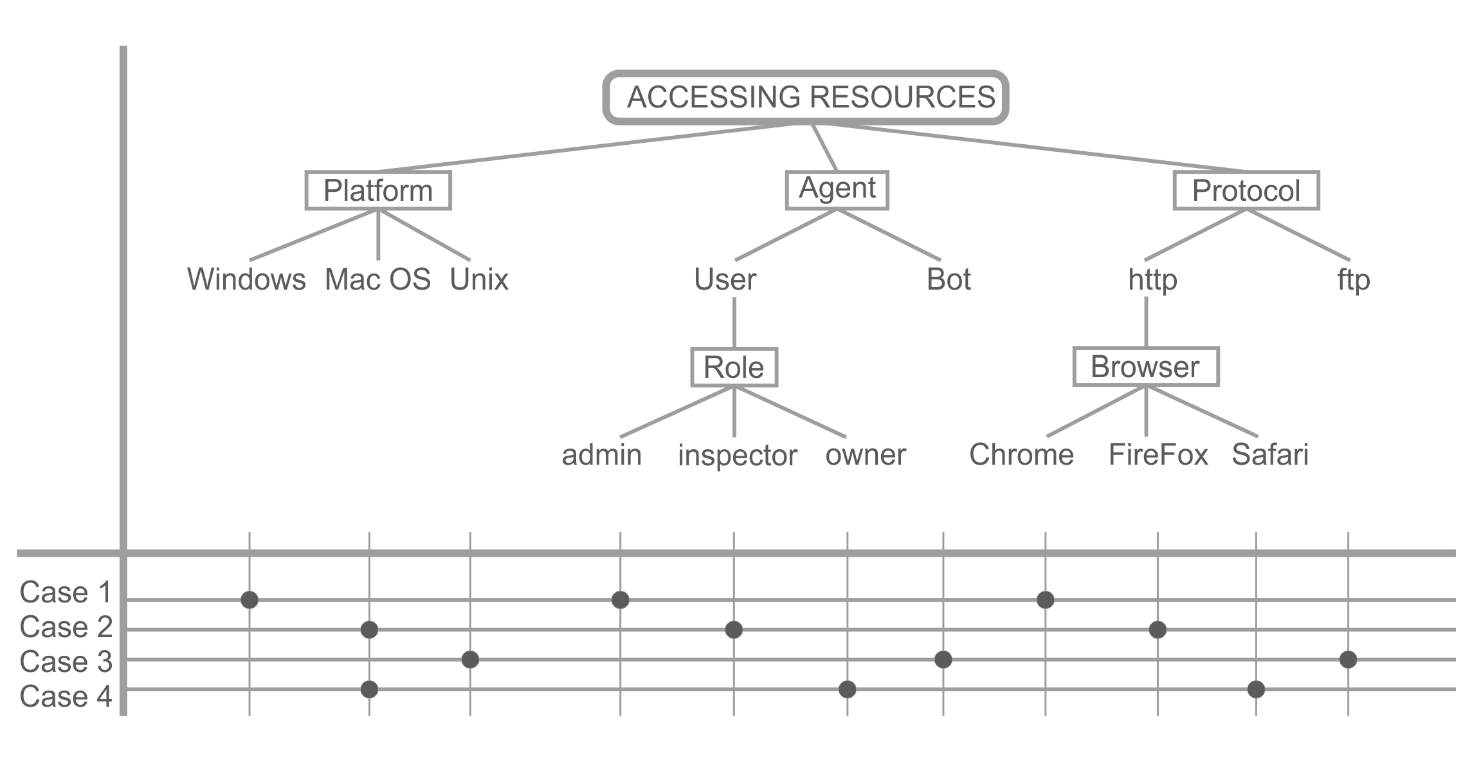 ACCESSING RESOURCES
Platform Agent Protocol
Windows Mac OS Unix User Bot http ftp
Role Browser
admin inspector owner Chrome FireFox Safari
Case 1
Case 2
Case 3
Case 4